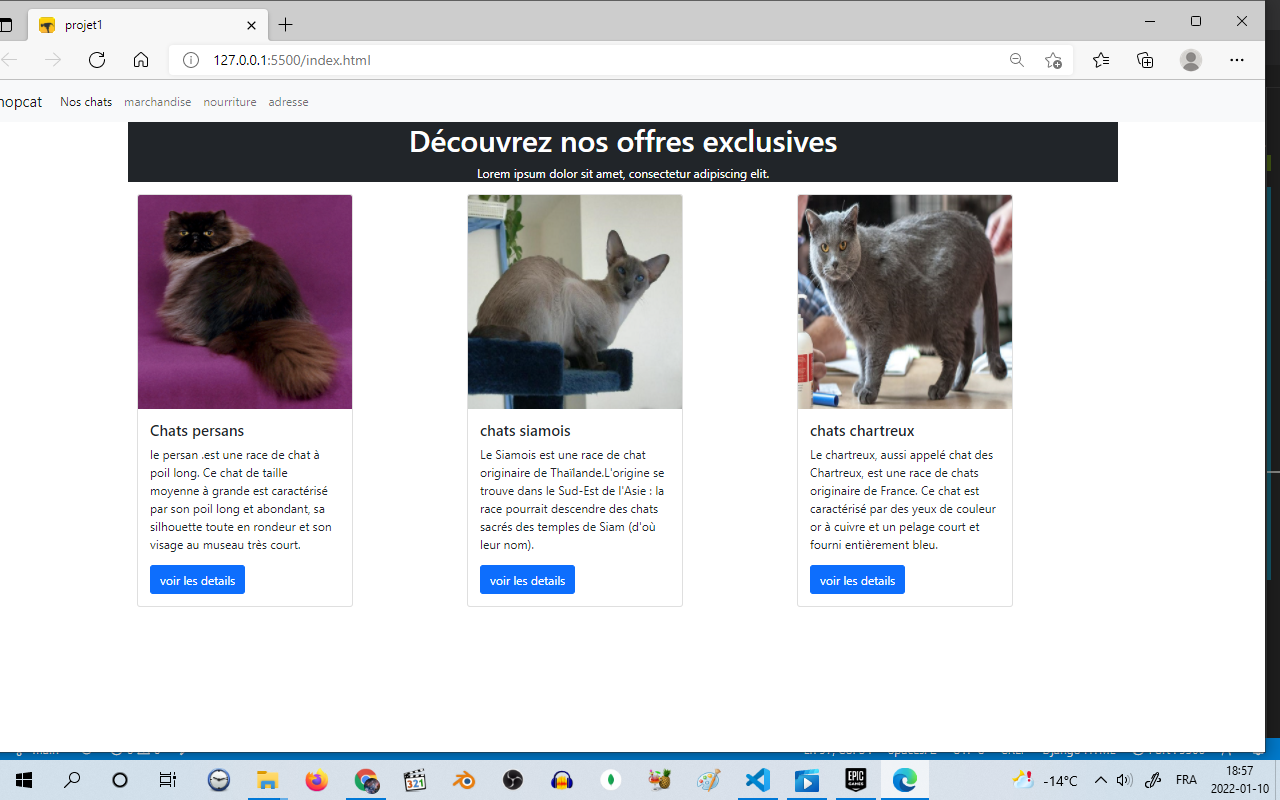 projet1
127.0.0.1:5500/index.html
hopcat Nos chats marchandise nourriture adresse
Découvrez nos offres exclusives
Lorem ipsum dolor sit amet, consectetur adipiscing elit.
Chats persans
le persan .est une race de chat à
poil long. Ce chat de taille
moyenne à grande est caractérisé
par son poil long et abondant, sa
silhouette toute en rondeur et son
visage au museau très court.
voir les details
chats siamois
Le Siamois est une race de chat
originaire de Thaïlande.L'origine se
trouve dans le Sud-Est de l'Asie : la
race pourrait descendre des chats
sacrés des temples de Siam (d'où
leur nom).
voir les details
chats chartreux
Le chartreux, aussi appelé chat des
Chartreux, est une race de chats
originaire de France. Ce chat est
caractérisé par des yeux de couleur
or à cuivre et un pelage court et
fourni entièrement bleu.
voir les details
321
EPIC
GAMES
-14°C
FRA
18:57
2022-01-10